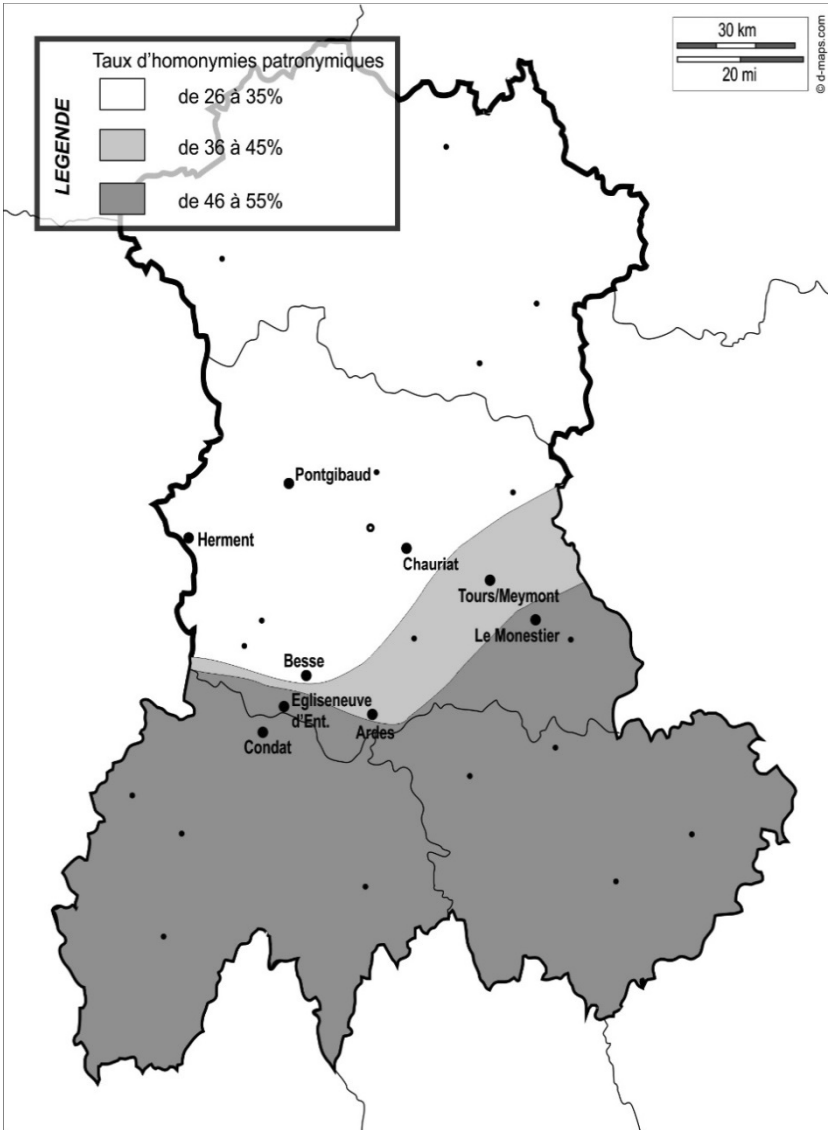 Taux d'homonymies patronymiques
LEGENDE
de 26 à 35%
de 36 à 45%
de 46 à 55%
30 km
20 mi
© d-maps.com
Pontgibaud
Herment
Chauriat
Tours/Meymont
Le Monestier
Besse
Egliseneuve
d'Ent.
Ardes
Condat